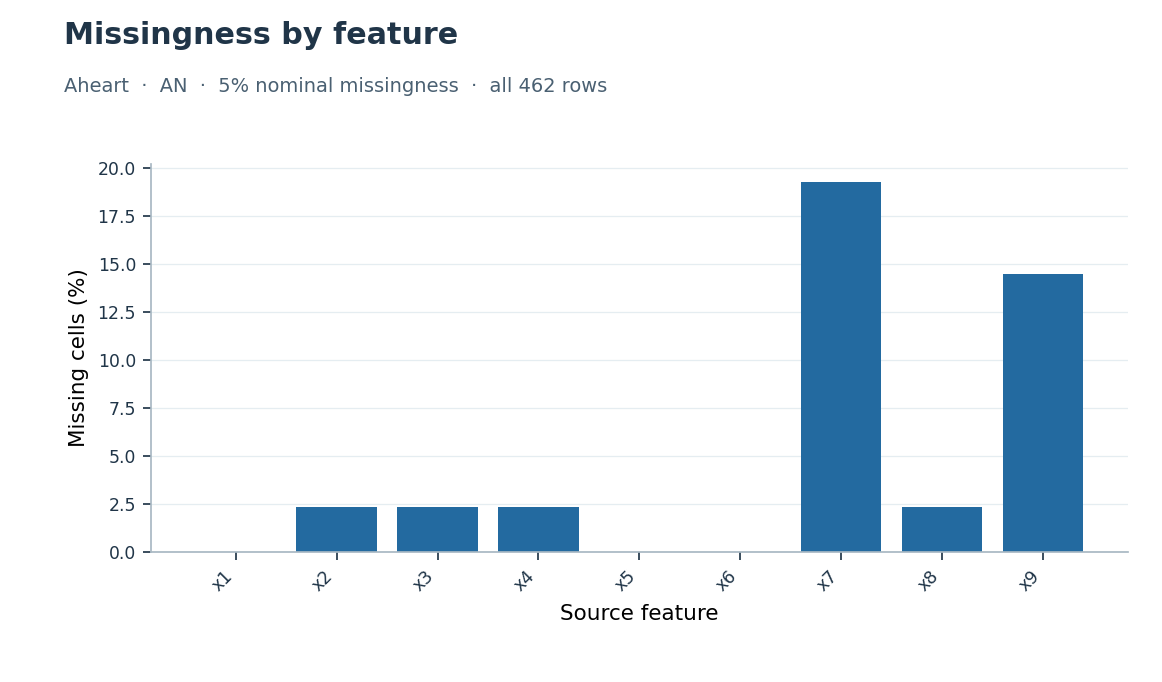 Missingness by feature
Aheart · AN · 5% nominal missingness · all 462 rows
20.0
17.5
15.0
12.5
10.0
7.5
5.0
2.5
0.0
Missing cells (%)
x1 x2 x3 x4 x5 x6 x7 x8 x9
Source feature